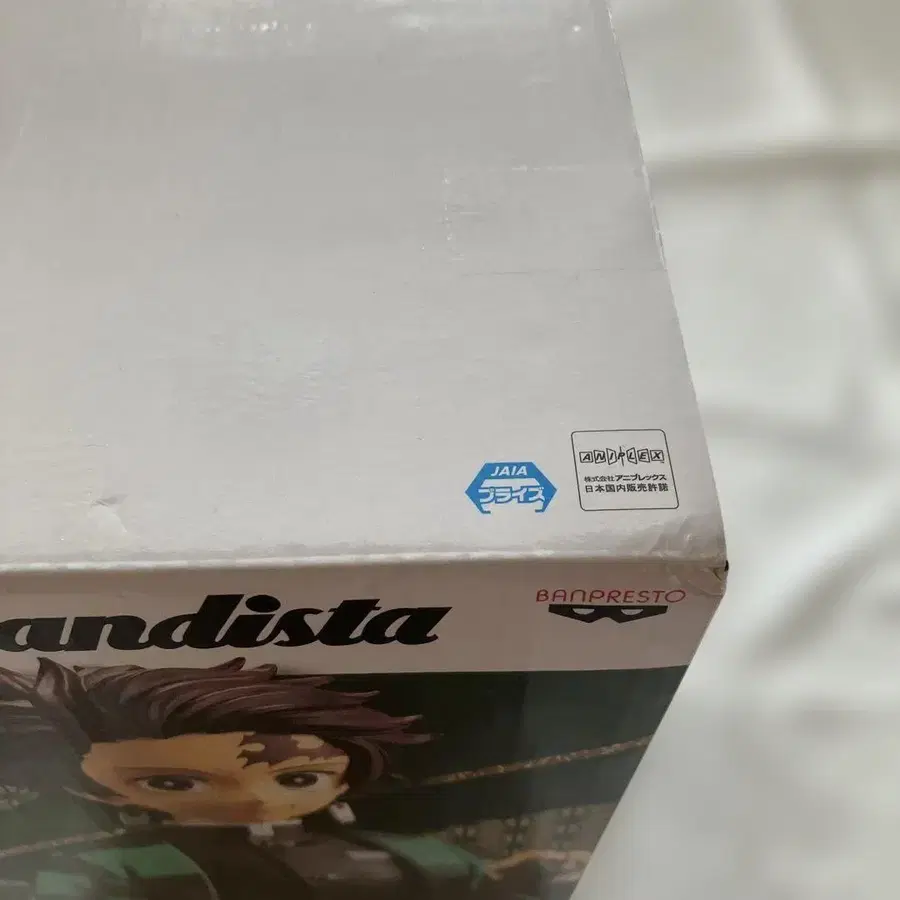 JAIA
プライズ
ANIPLEX
株式会社 アニプレックス
日本国内販売許諾
andista
BANPRESTO